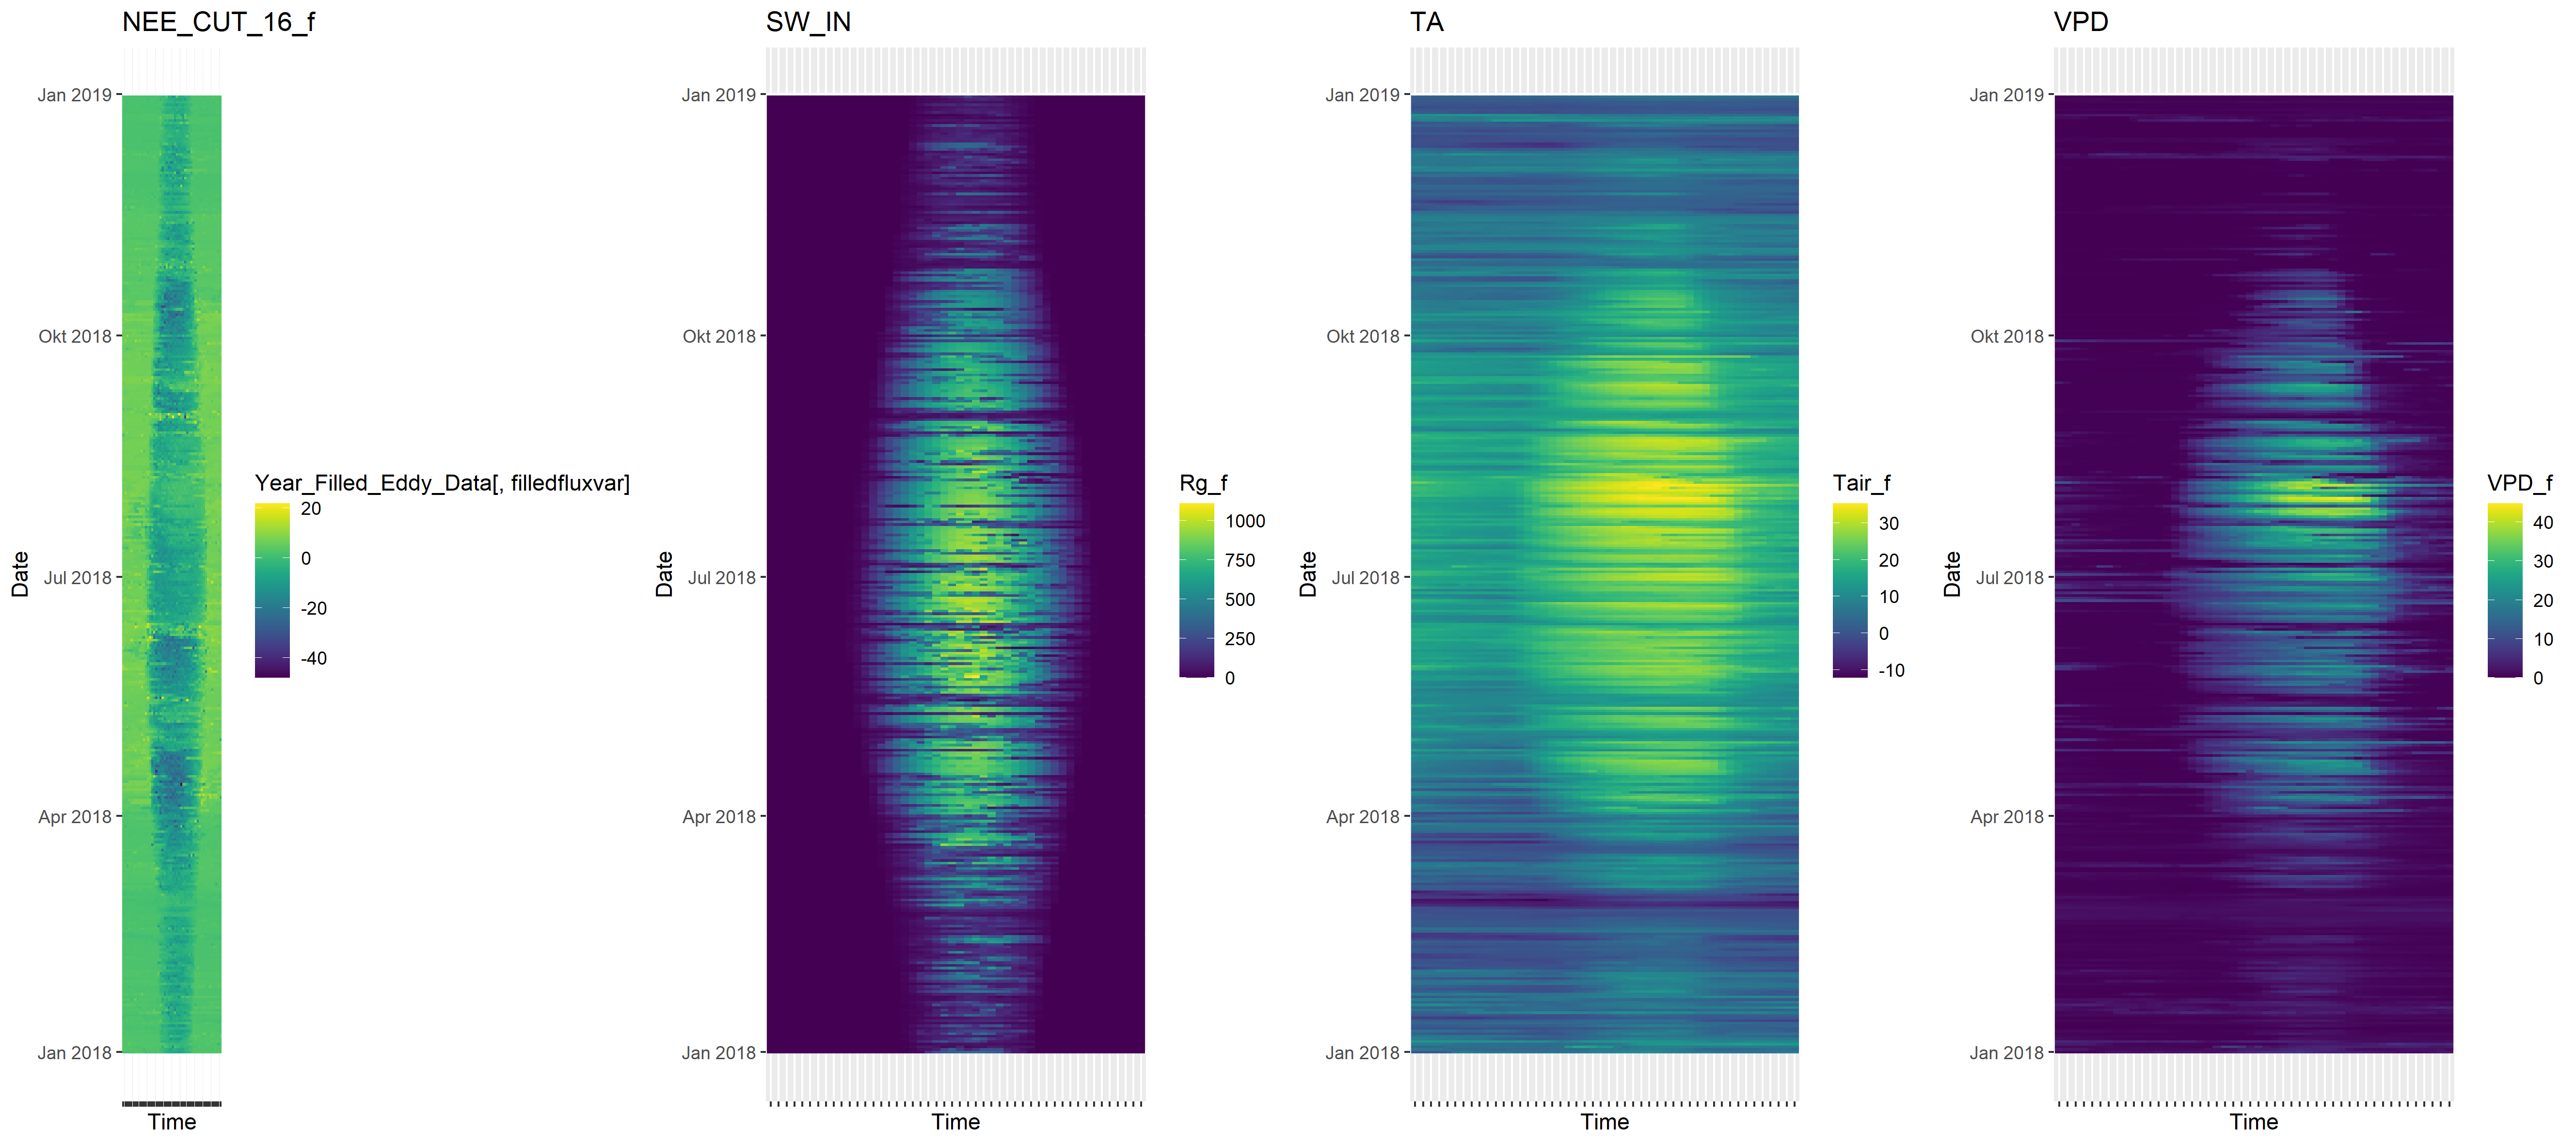 NEE_CUT_16_f
Jan 2019
Okt 2018
Jul 2018
Apr 2018
Jan 2018
Date
Time
Year_Filled_Eddy_Data[, filledfluxvar]
20
0
-20
-40
SW_IN
Jan 2019
Okt 2018
Jul 2018
Apr 2018
Jan 2018
Date
Time
Rg_f
1000
750
500
250
0
TA
Jan 2019
Okt 2018
Jul 2018
Apr 2018
Jan 2018
Date
Time
Tair_f
30
20
10
0
-10
VPD
Jan 2019
Okt 2018
Jul 2018
Apr 2018
Jan 2018
Date
Time
VPD_f
40
30
20
10
0